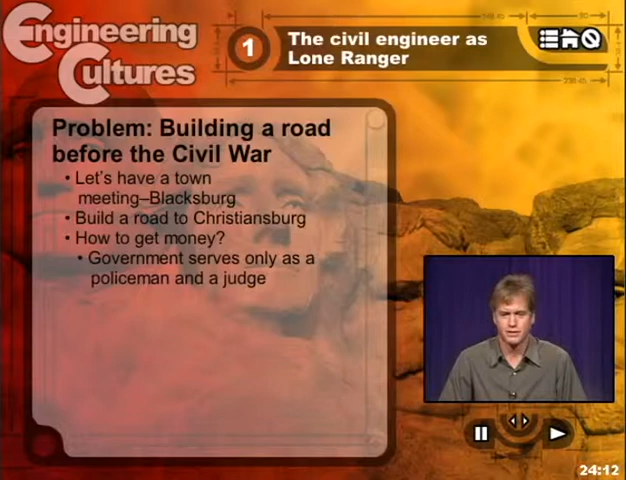 Engineering
Cultures
1
The civil engineer as
Lone Ranger
Problem: Building a road
before the Civil War
• Let's have a town
meeting–Blacksburg
• Build a road to Christiansburg
• How to get money?
• Government serves only as a
policeman and a judge
24:12